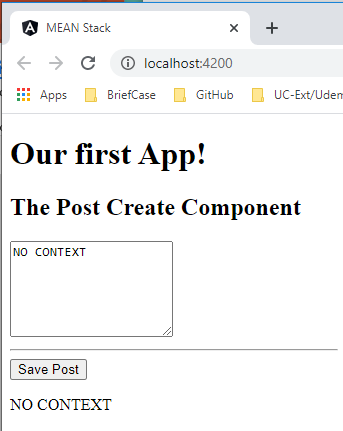 MEAN Stack
localhost:4200
Apps BriefCase GitHub UC-Ext/Udem
Our first App!
The Post Create Component
NO CONTEXT
Save Post
NO CONTEXT